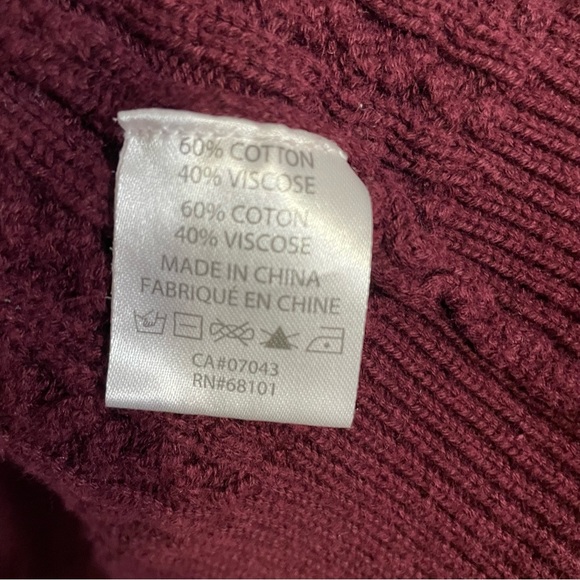 60% COTTON
40% VISCOSE
60% COTON
40% VISCOSE
MADE IN CHINA
FABRIQUÉ EN CHINE
CA#07043
RN#68101